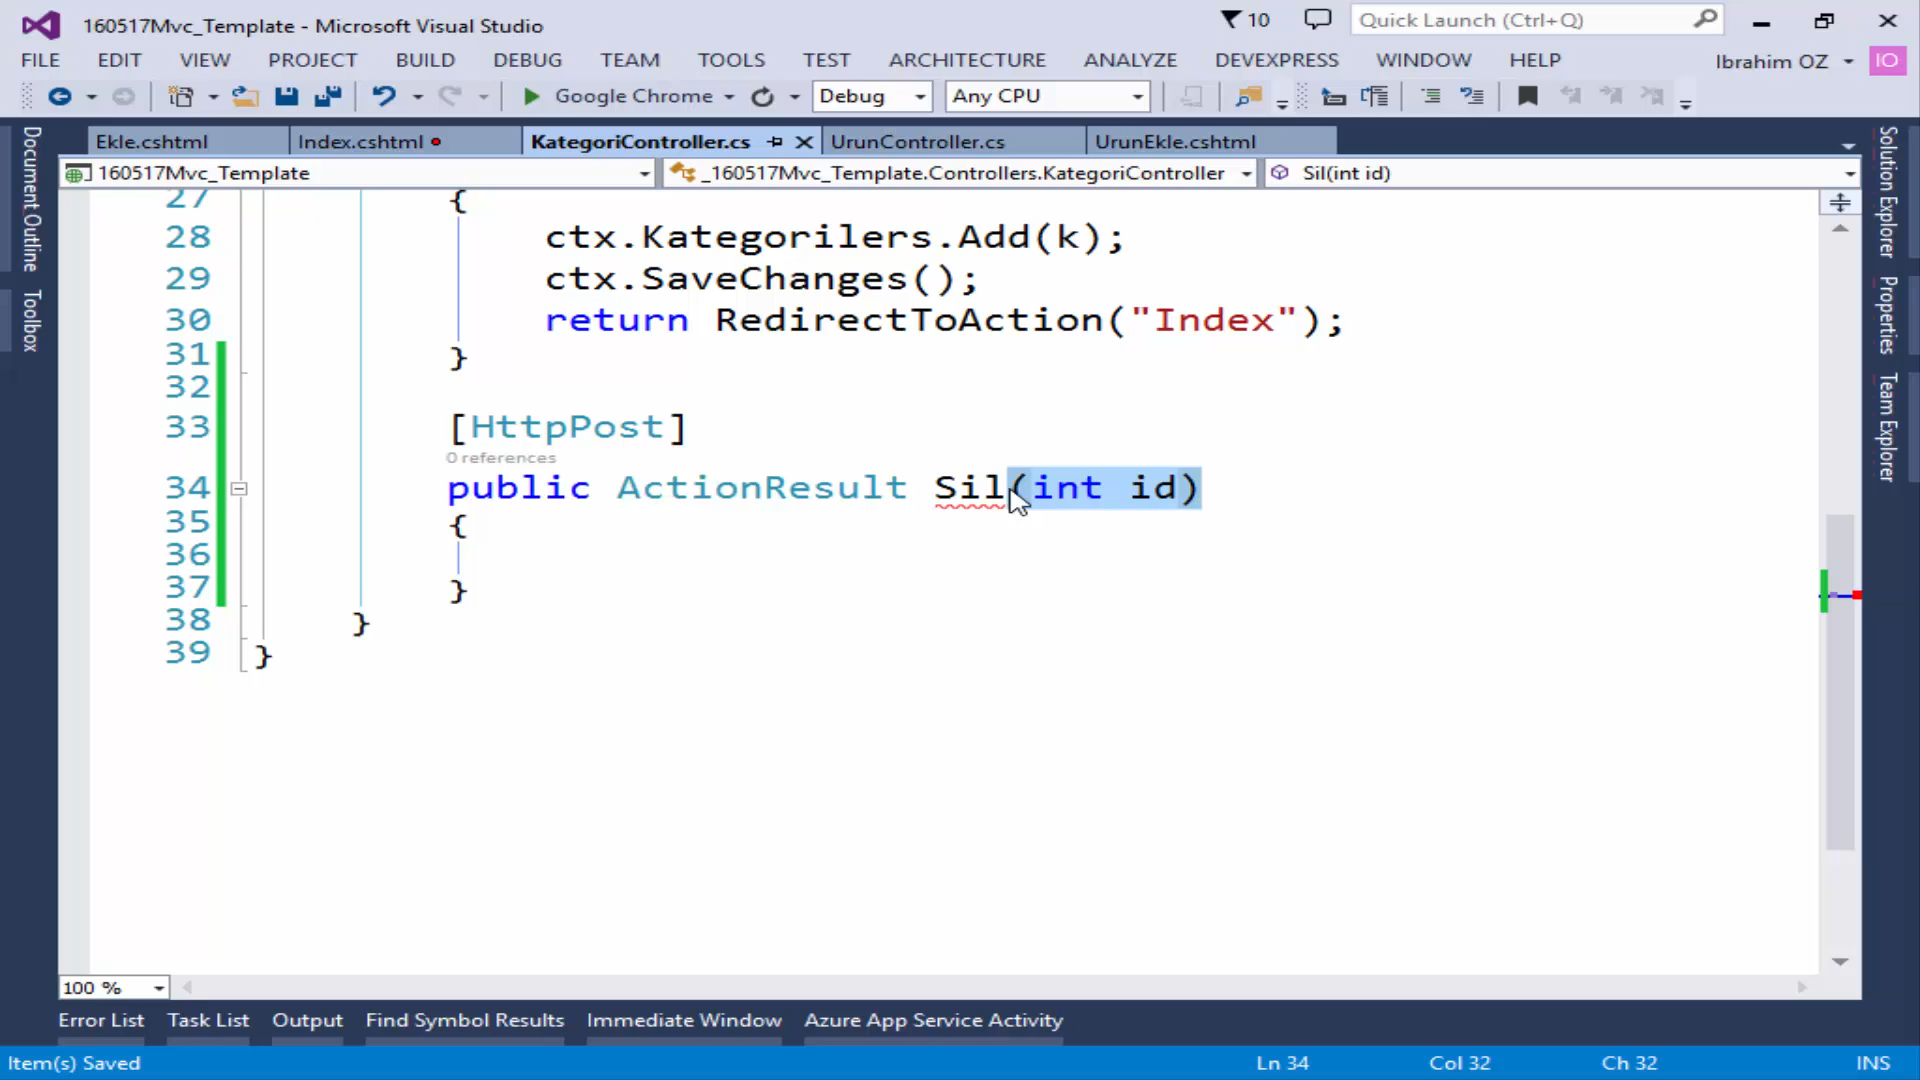 160517Mvc_Template - Microsoft Visual Studio
10
Quick Launch (Ctrl+Q)
FILE EDIT VIEW PROJECT BUILD DEBUG TEAM TOOLS TEST ARCHITECTURE ANALYZE DEVEXPRESS WINDOW HELP
Ibrahim OZ
IO
Google Chrome
Debug
Any CPU
Ekle.cshtml
Index.cshtml
KategoriController.cs
UrunController.cs
UrunEkle.cshtml
160517Mvc_Template
_160517Mvc_Template.Controllers.KategoriController
Sil(int id)
Document Outline
Toolbox
27 {
28 ctx.Kategorilers.Add(k);
29 ctx.SaveChanges();
30 return RedirectToAction("Index");
31 }
32
33 [HttpPost]
0 references
34 public ActionResult Sil(int id)
35 {
36
37 }
38 }
39 }
Solution Explorer
Properties
Team Explorer
100 %
Error List Task List Output Find Symbol Results Immediate Window Azure App Service Activity
Item(s) Saved
Ln 34
Col 32
Ch 32
INS